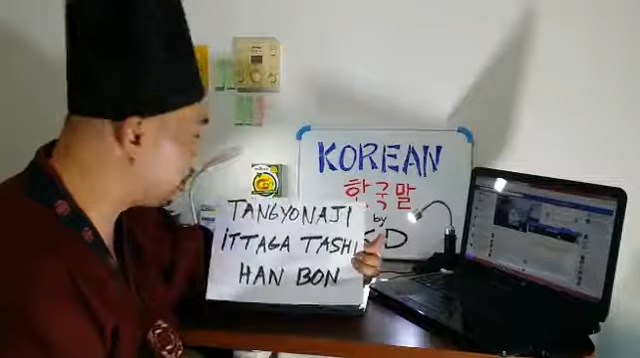 KOREAN
한국말
by
TANGYONAJI
ITTAGA TASHI
HAN BON